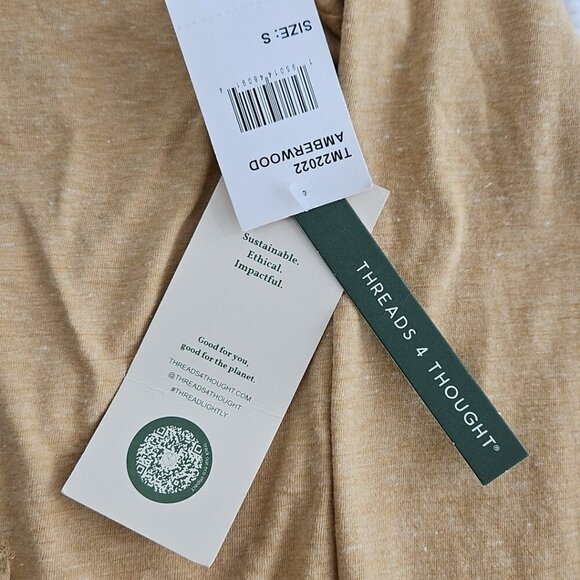 SIZE: S
TM22022
AMBERWOOD
THREADS 4 THOUGHT®
Sustainable.
Ethical.
Impactful.
Good for you,
good for the planet.
THREADS4THOUGHT.COM
@THREADS4THOUGHT
#THREADLIGHTLY